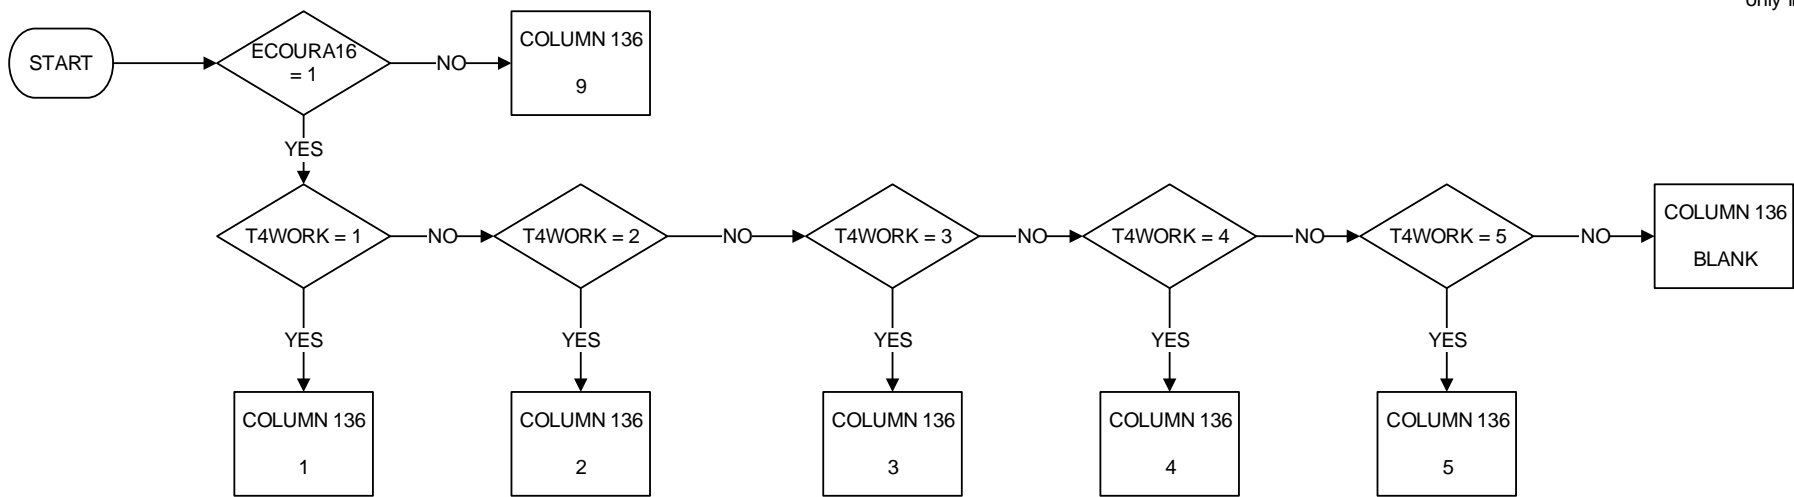 only
START
ECOURA16
= 1
NO
COLUMN 136
9
YES
T4WORK = 1
NO
T4WORK = 2
NO
T4WORK = 3
NO
T4WORK = 4
NO
T4WORK = 5
NO
COLUMN 136
BLANK
YES
YES
YES
YES
YES
COLUMN 136
1
COLUMN 136
2
COLUMN 136
3
COLUMN 136
4
COLUMN 136
5